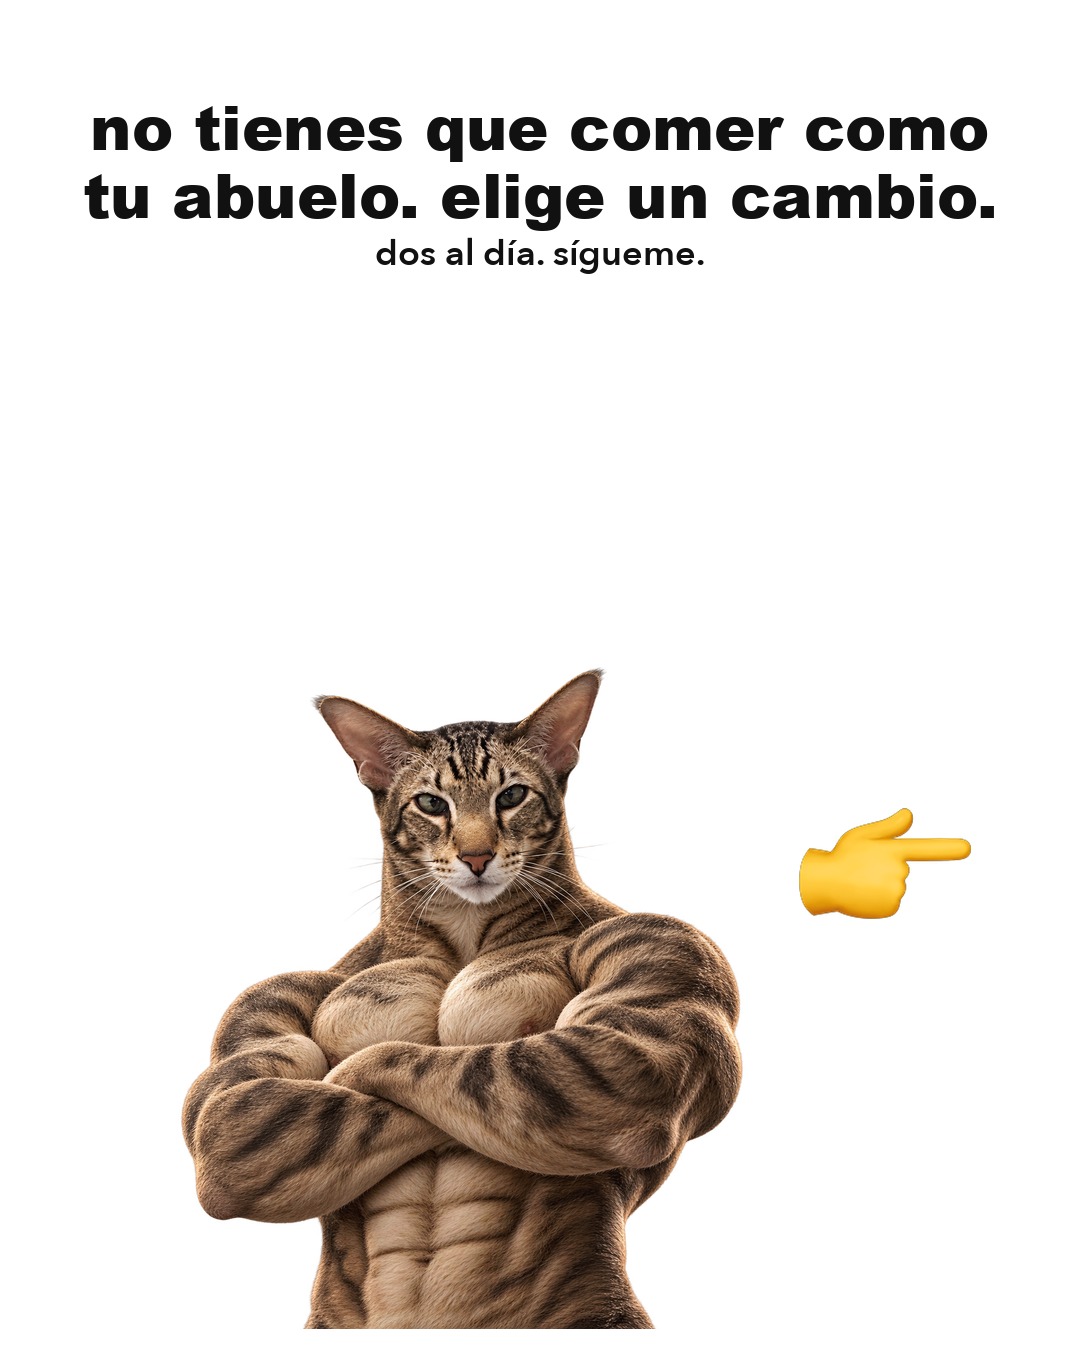 no tienes que comer como
tu abuelo. elige un cambio.
dos al día. sígueme.